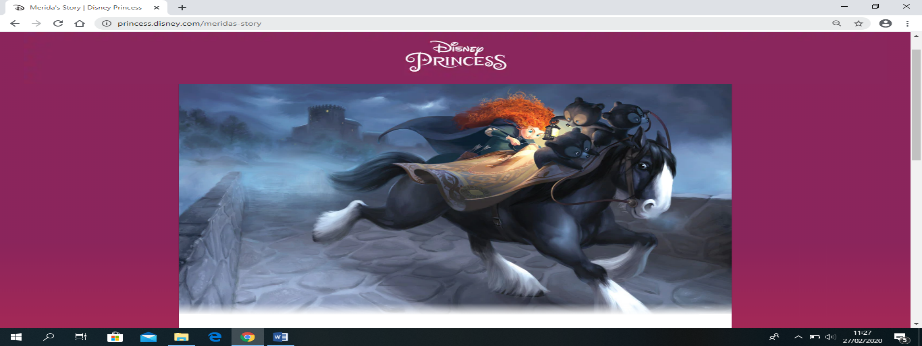 Merida's Story | Disney Princess
princess.disney.com/meridas-story
Disney
PRINCESS
11:27
27/02/2020